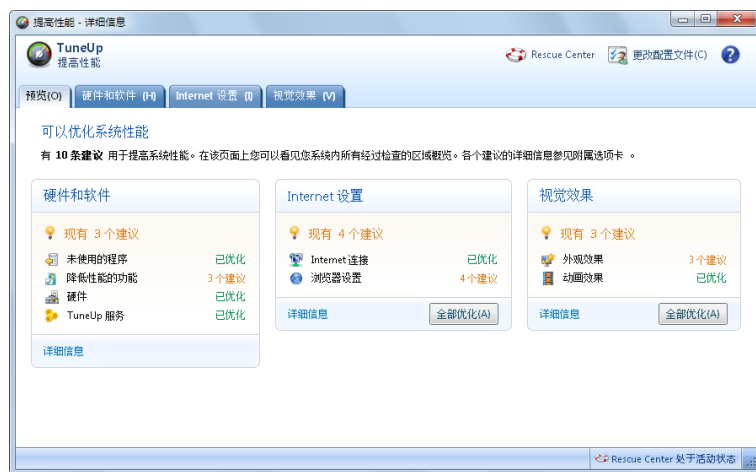 提高性能 - 详细信息
TuneUp
提高性能
Rescue Center
更改配置文件(C)
预览(O)
硬件和软件 (H)
Internet 设置 (I)
视觉效果 (V)
可以优化系统性能
有 10 条建议 用于提高系统性能。在该页面上您可以看见您系统内所有经过检查的区域概览。各个建议的详细信息参见附属选项卡 。
硬件和软件
现有 3 个建议
未使用的程序 已优化
降低性能的功能 3 个建议
硬件 已优化
TuneUp 服务 已优化
详细信息
Internet 设置
现有 4 个建议
Internet 连接 已优化
浏览器设置 4 个建议
详细信息 全部优化(A)
视觉效果
现有 3 个建议
外观效果 3 个建议
动画效果 已优化
详细信息 全部优化(A)
Rescue Center 处于活动状态